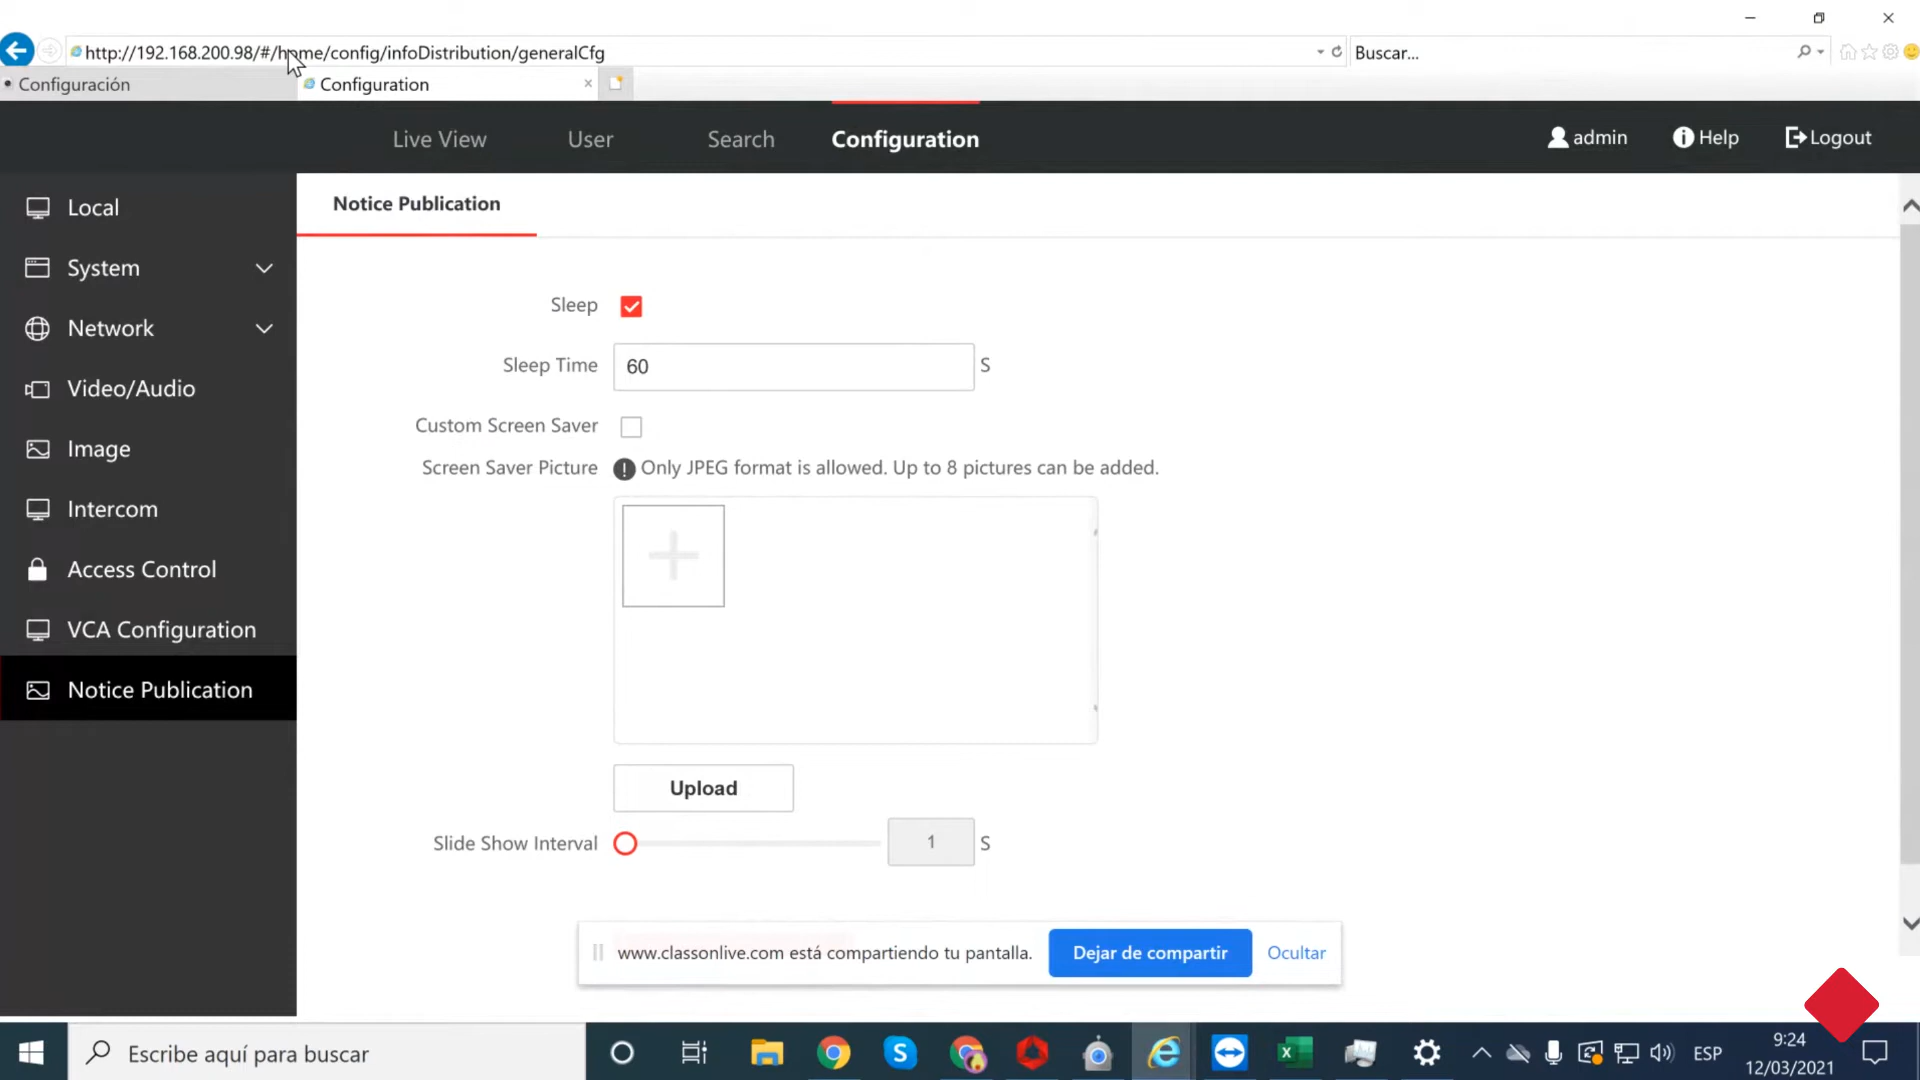 http://192.168.200.98/#/home/config/infoDistribution/generalCfg
Buscar...
Configuración
Configuration
Live View
User
Search
Configuration
admin
Help
Logout
Local
System
Network
Video/Audio
Image
Intercom
Access Control
VCA Configuration
Notice Publication
Notice Publication
Sleep
Sleep Time
60
S
Custom Screen Saver
Screen Saver Picture
Only JPEG format is allowed. Up to 8 pictures can be added.
Upload
Slide Show Interval
1
S
www.classonlive.com está compartiendo tu pantalla.
Dejar de compartir
Ocultar
Escribe aquí para buscar
ESP
9:24
12/03/2021